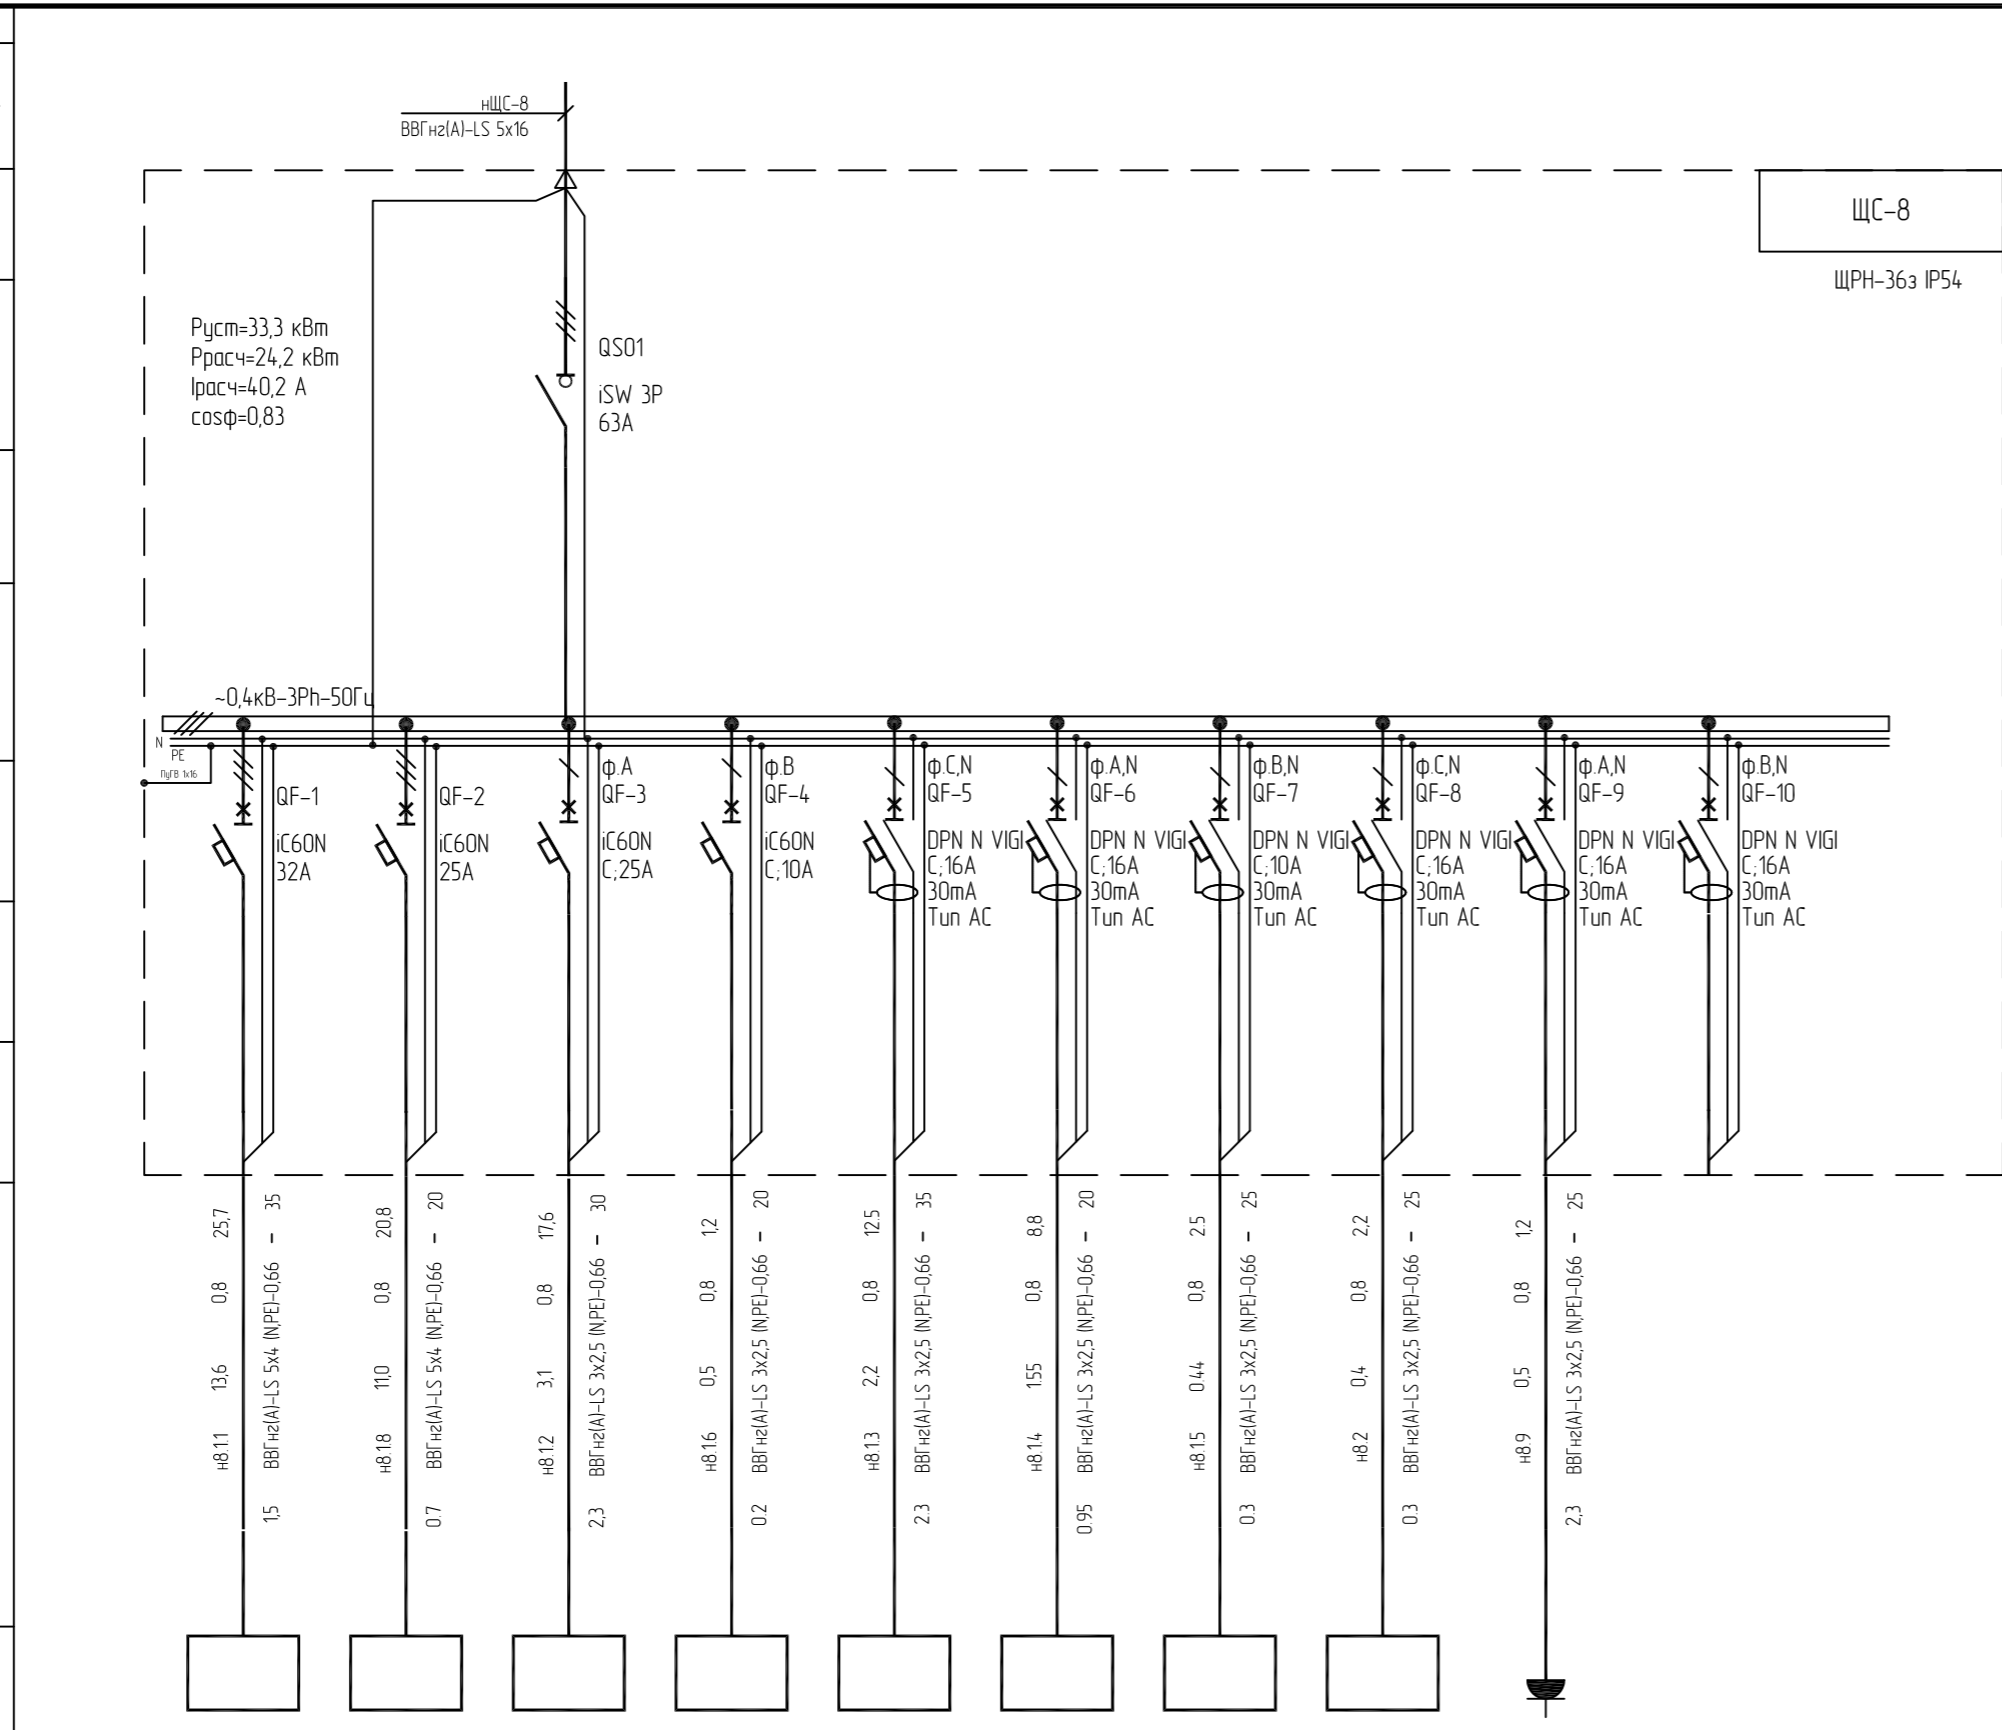 нЩС-8
ВВГнг(А)-LS 5х16
ЩС-8
ЩРН-36з IP54
Руст=33,3 кВт
Ррасч=24,2 кВт
Iрасч=40,2 А
cosφ=0,83
QS01
iSW 3P
63A
~0,4кВ-3Ph-50Гц
N
PE
ПуГВ 1х16
QF-1
iC60N
32A
QF-2
iC60N
25A
ф.А
QF-3
iC60N
C;25A
ф.В
QF-4
iC60N
C;10A
ф.C,N
QF-5
DPN N VIGI
C;16A
30mA
Тип АС
ф.A,N
QF-6
DPN N VIGI
C;16A
30mA
Тип АС
ф.B,N
QF-7
DPN N VIGI
C;10A
30mA
Тип АС
ф.C,N
QF-8
DPN N VIGI
C;16A
30mA
Тип АС
ф.A,N
QF-9
DPN N VIGI
C;16A
30mA
Тип АС
ф.B,N
QF-10
DPN N VIGI
C;16A
30mA
Тип АС
н8.1.1 13,6 0,8 25,7
1,5 ВВГнг(А)-LS 5х4 (N,PE)-0,66 - 35
н8.1.8 11,0 0,8 20,8
0.7 ВВГнг(А)-LS 5х4 (N,PE)-0,66 - 20
н8.1.2 3,1 0,8 17,6
2,3 ВВГнг(А)-LS 3х2,5 (N,PE)-0,66 - 30
н8.1.6 0,5 0,8 1,2
0.2 ВВГнг(А)-LS 3х2,5 (N,PE)-0,66 - 20
н8.1.3 2,2 0,8 12.5
2.3 ВВГнг(А)-LS 3х2,5 (N,PE)-0,66 - 35
н8.1.4 1.55 0,8 8,8
0.95 ВВГнг(А)-LS 3х2,5 (N,PE)-0,66 - 20
н8.1.5 0.44 0,8 2.5
0.3 ВВГнг(А)-LS 3х2,5 (N,PE)-0,66 - 25
н8.2 0,4 0,8 2,2
0.3 ВВГнг(А)-LS 3х2,5 (N,PE)-0,66 - 25
н8.9 0,5 0,8 1,2
2,3 ВВГнг(А)-LS 3х2,5 (N,PE)-0,66 - 25